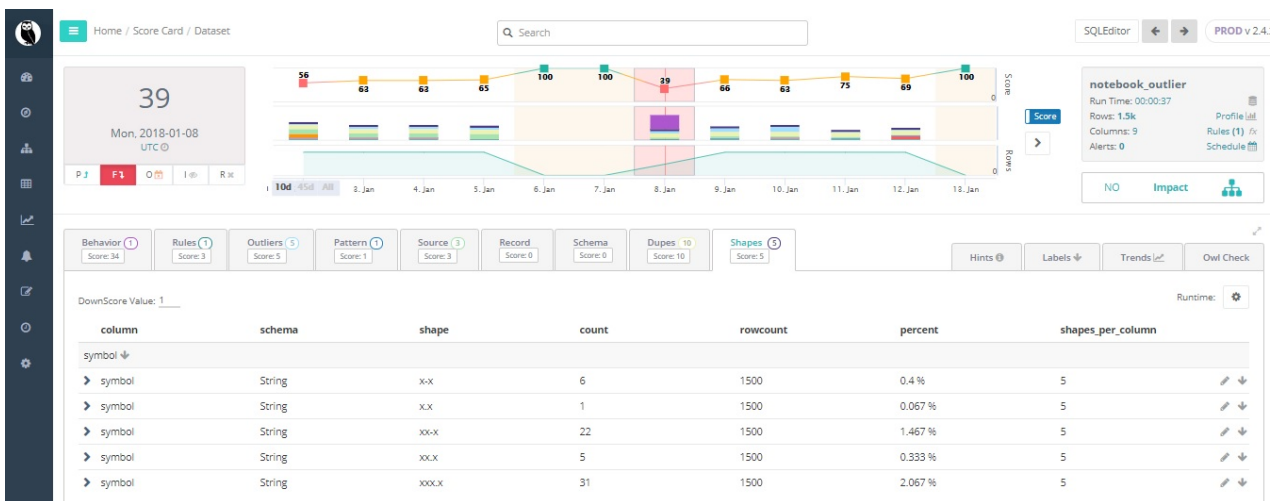 Home / Score Card / Dataset
Search
SQLEditor
PROD v 2.4.
39
Mon, 2018-01-08
UTC
P F O I R
56 63 63 65 100 100 39 66 63 75 69 100
Score
0
Rows
0
10d 45d All
3. Jan 4. Jan 5. Jan 6. Jan 7. Jan 8. Jan 9. Jan 10. Jan 11. Jan 12. Jan 13. Jan
Score
notebook_outlier
Run Time: 00:00:37
Rows: 1.5k Profile
Columns: 9 Rules (1) fx
Alerts: 0 Schedule
NO Impact
Behavior 1 Rules 1 Outliers 5 Pattern 1 Source 3 Record Schema Dupes 10 Shapes 5
Score: 34 Score: 3 Score: 5 Score: 1 Score: 3 Score: 0 Score: 0 Score: 10 Score: 5
Hints Labels Trends Owl Check
DownScore Value: 1
Runtime:
column schema shape count rowcount percent shapes_per_column
symbol
symbol String x-x 6 1500 0.4 % 5
symbol String x.x 1 1500 0.067 % 5
symbol String xx-x 22 1500 1.467 % 5
symbol String xx.x 5 1500 0.333 % 5
symbol String xxx.x 31 1500 2.067 % 5